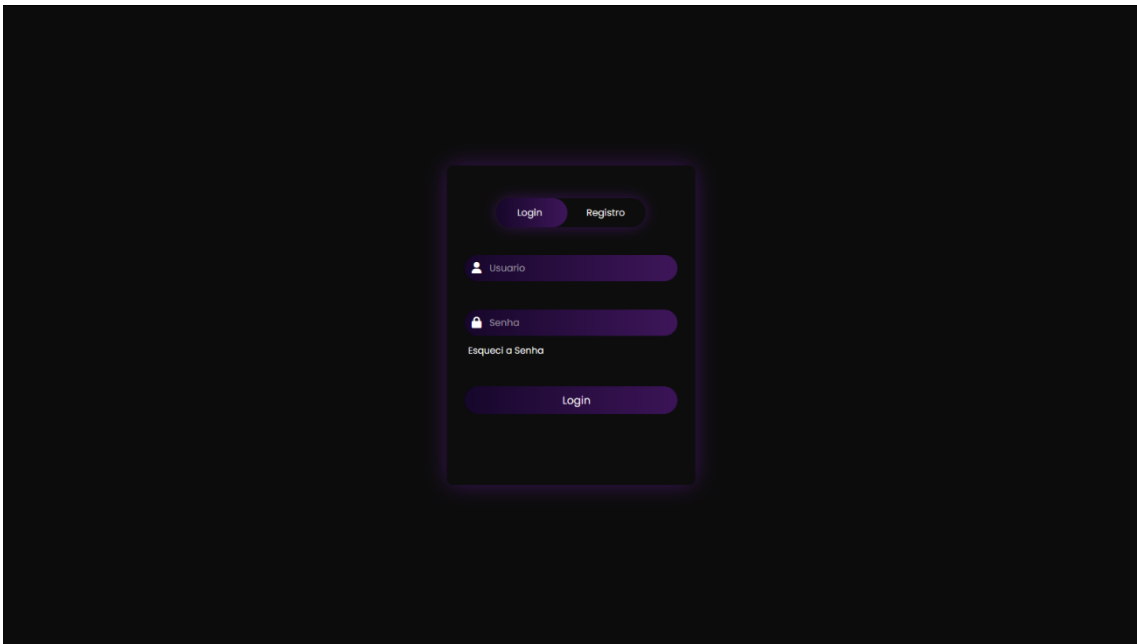 Login Registro
Usuario
Senha
Esqueci a Senha
Login